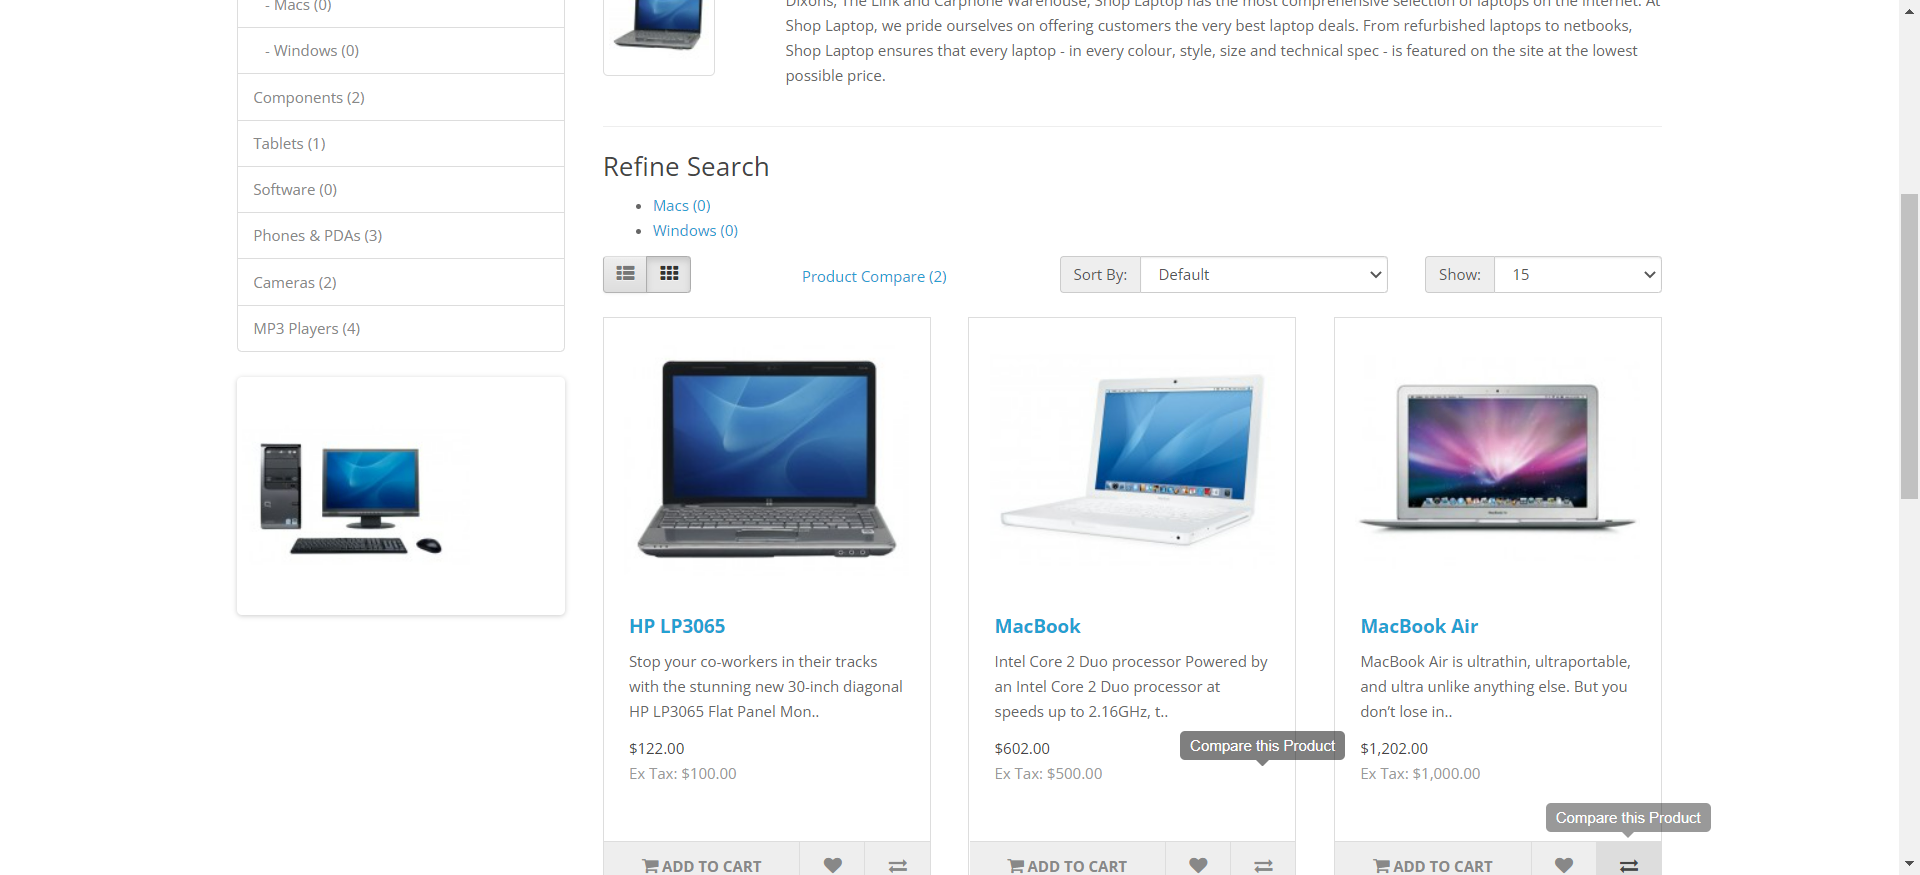 - Macs (0)
- Windows (0)
Components (2)
Tablets (1)
Software (0)
Phones & PDAs (3)
Cameras (2)
MP3 Players (4)
Dixons, The Link and Carphone Warehouse, Shop Laptop has the most comprehensive selection of laptops on the internet. At
Shop Laptop, we pride ourselves on offering customers the very best laptop deals. From refurbished laptops to netbooks,
Shop Laptop ensures that every laptop - in every colour, style, size and technical spec - is featured on the site at the lowest
possible price.
Refine Search
Macs (0)
Windows (0)
Product Compare (2)
Sort By:
Default
Show:
15
HP LP3065
Stop your co-workers in their tracks
with the stunning new 30-inch diagonal
HP LP3065 Flat Panel Mon..
$122.00
Ex Tax: $100.00
ADD TO CART
MacBook
Intel Core 2 Duo processor Powered by
an Intel Core 2 Duo processor at
speeds up to 2.16GHz, t..
$602.00
Ex Tax: $500.00
Compare this Product
ADD TO CART
MacBook Air
MacBook Air is ultrathin, ultraportable,
and ultra unlike anything else. But you
don’t lose in..
$1,202.00
Ex Tax: $1,000.00
Compare this Product
ADD TO CART